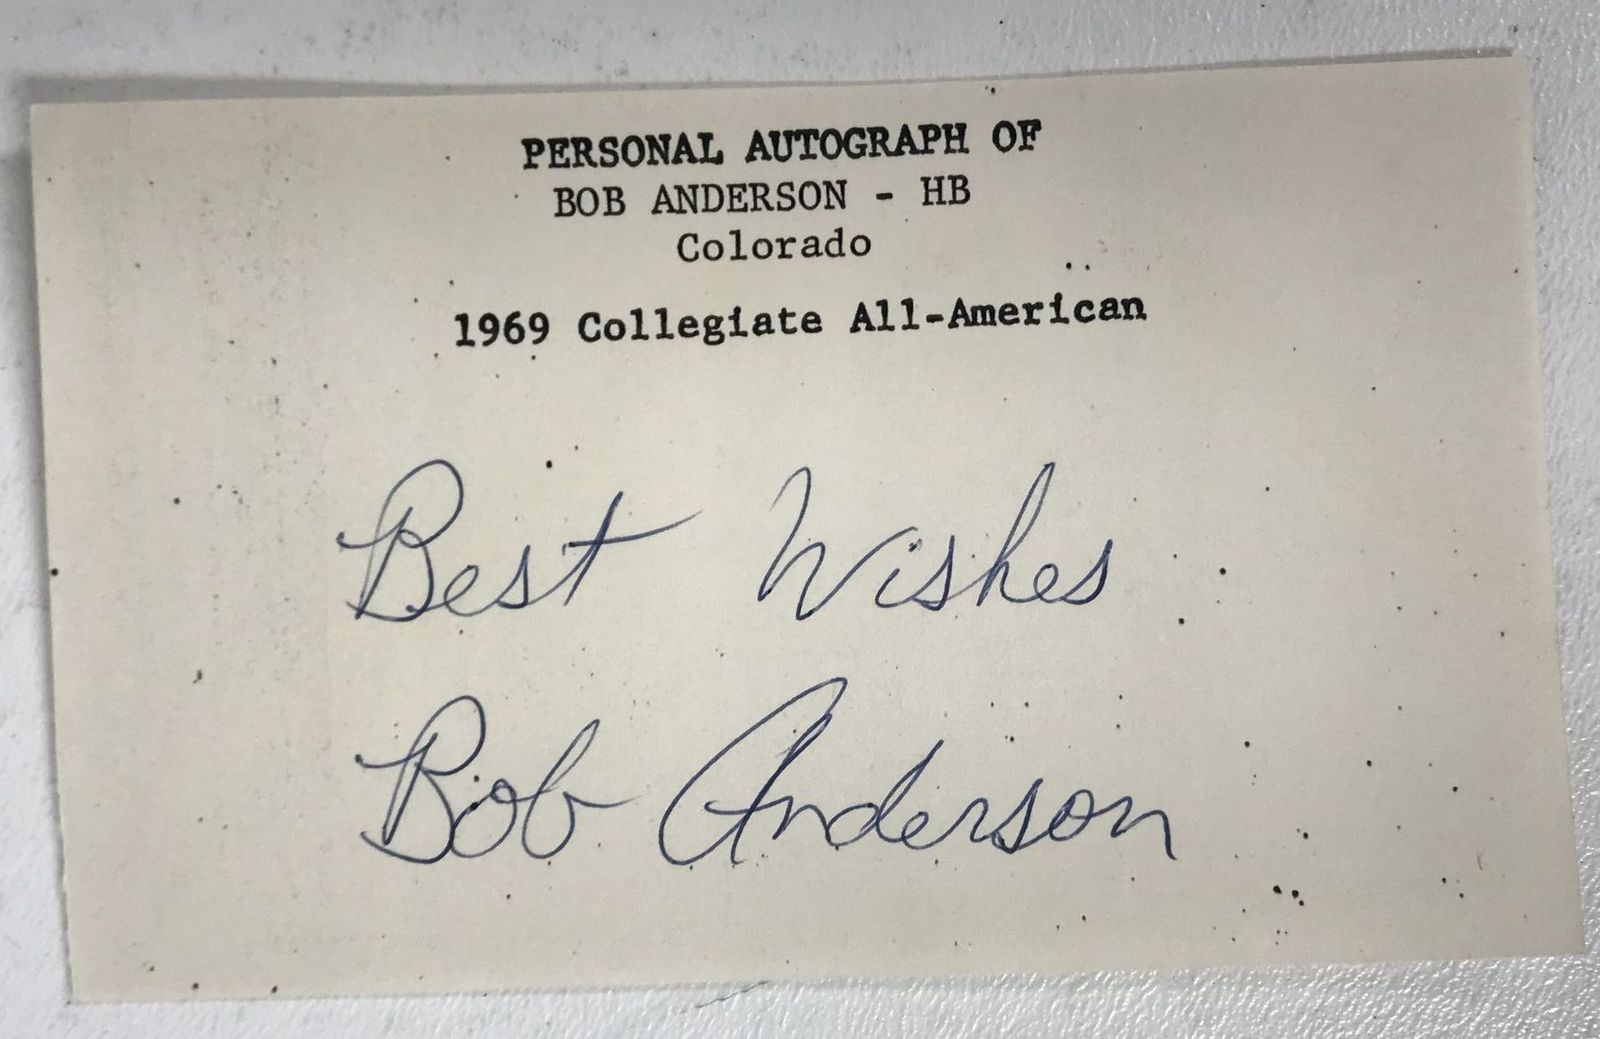 PERSONAL AUTOGRAPH OF
BOB ANDERSON - HB
Colorado
1969 Collegiate All-American
Best Wishes
Bob Anderson